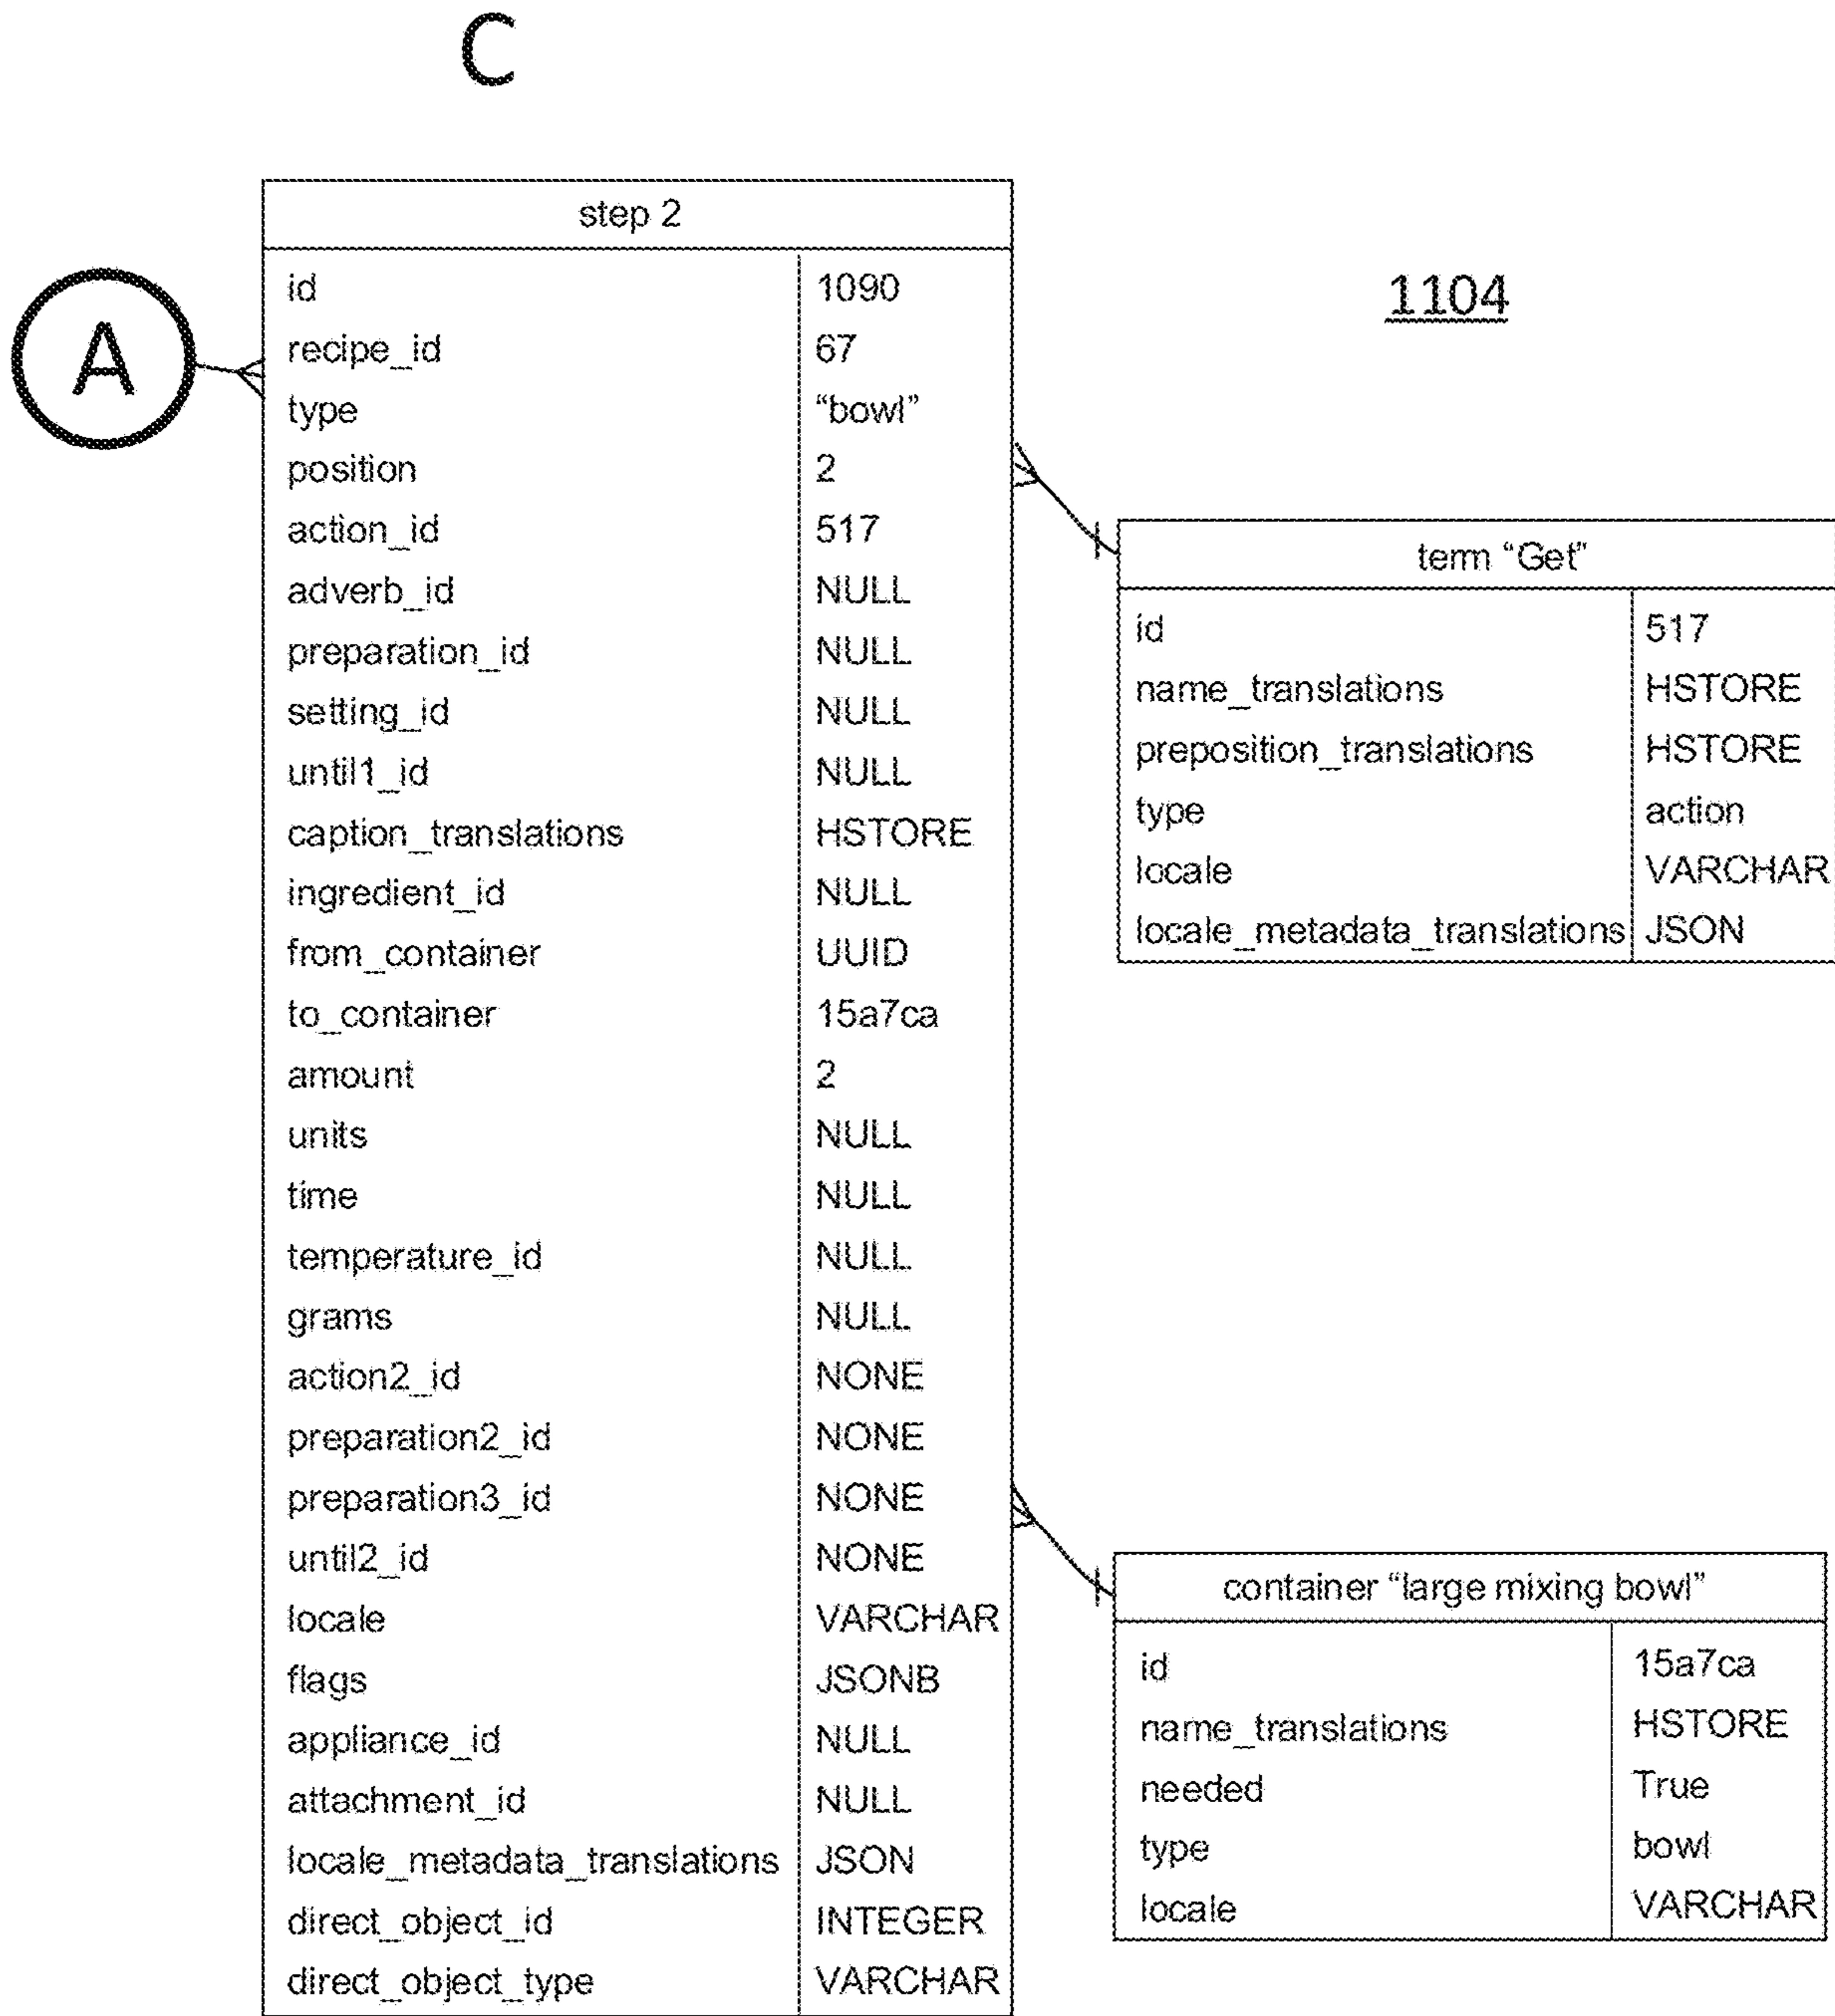 C
step 2
id 1090
recipe_id 67
type “bowl”
position 2
action_id 517
adverb_id NULL
preparation_id NULL
setting_id NULL
until1_id NULL
caption_translations HSTORE
ingredient_id NULL
from_container UUID
to_container 15a7ca
amount 2
units NULL
time NULL
temperature_id NULL
grams NULL
action2_id NONE
preparation2_id NONE
preparation3_id NONE
until2_id NONE
locale VARCHAR
flags JSONB
appliance_id NULL
attachment_id NULL
locale_metadata_translations JSON
direct_object_id INTEGER
direct_object_type VARCHAR
A
1104
term “Get”
id 517
name_translations HSTORE
preposition_translations HSTORE
type action
locale VARCHAR
locale_metadata_translations JSON
container “large mixing bowl”
id 15a7ca
name_translations HSTORE
needed True
type bowl
locale VARCHAR